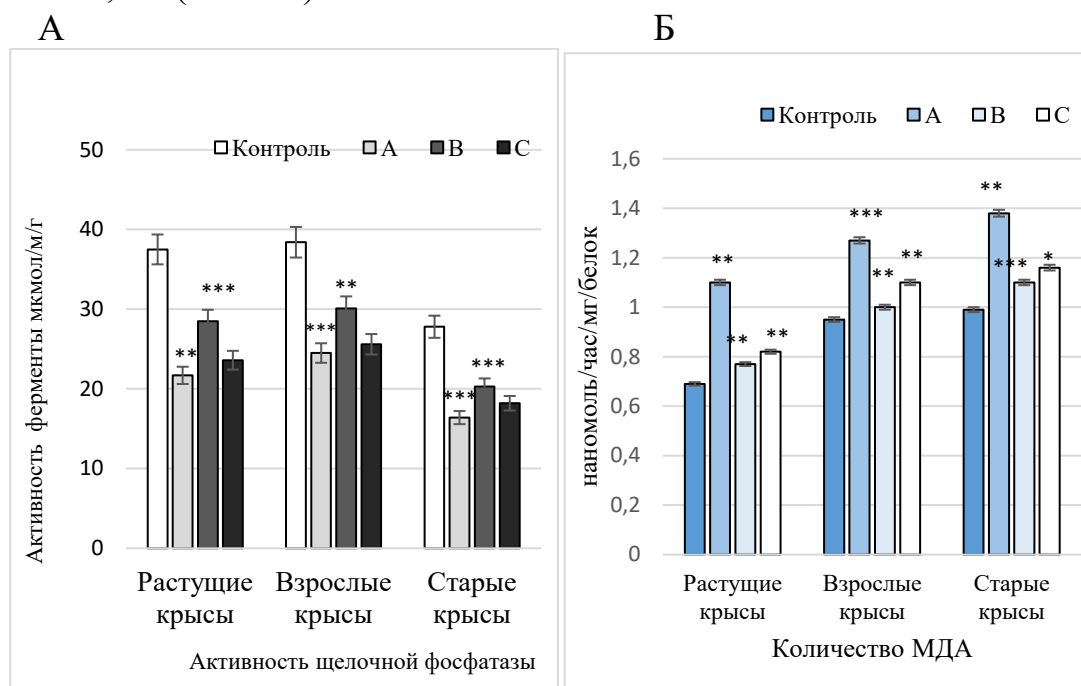 А
Б
Контроль A B C
50
40
30
20
10
0
** *** *** ** *** ***
Активность ферменты мкмол/м/г
Растущие крысы
Взрослые крысы
Старые крысы
Активность щелочной фосфатазы
Контроль A B C
1,6
1,4
1,2
1
0,8
0,6
0,4
0,2
0
** ** ** *** ** ** ** *** *
наномоль/час/мг/белок
Растущие крысы
Взрослые крысы
Старые крысы
Количество МДА